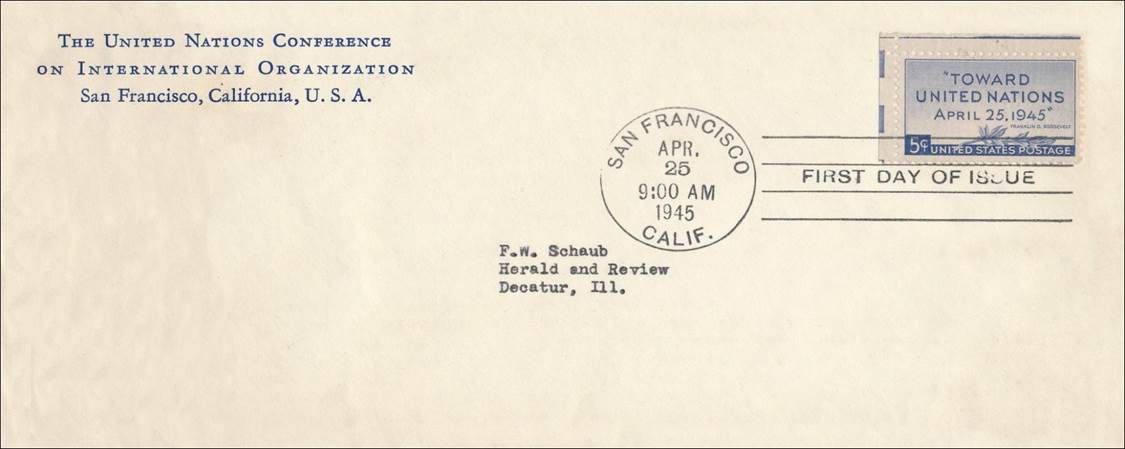 THE UNITED NATIONS CONFERENCE
ON INTERNATIONAL ORGANIZATION
San Francisco, California, U. S. A.
"TOWARD
UNITED NATIONS
APRIL 25, 1945"
FRANKLIN D. ROOSEVELT
5¢ UNITED STATES POSTAGE
SAN FRANCISCO
APR.
25
9:00 AM
1945
CALIF.
FIRST DAY OF ISSUE
F.W. Schaub
Herald and Review
Decatur, Ill.